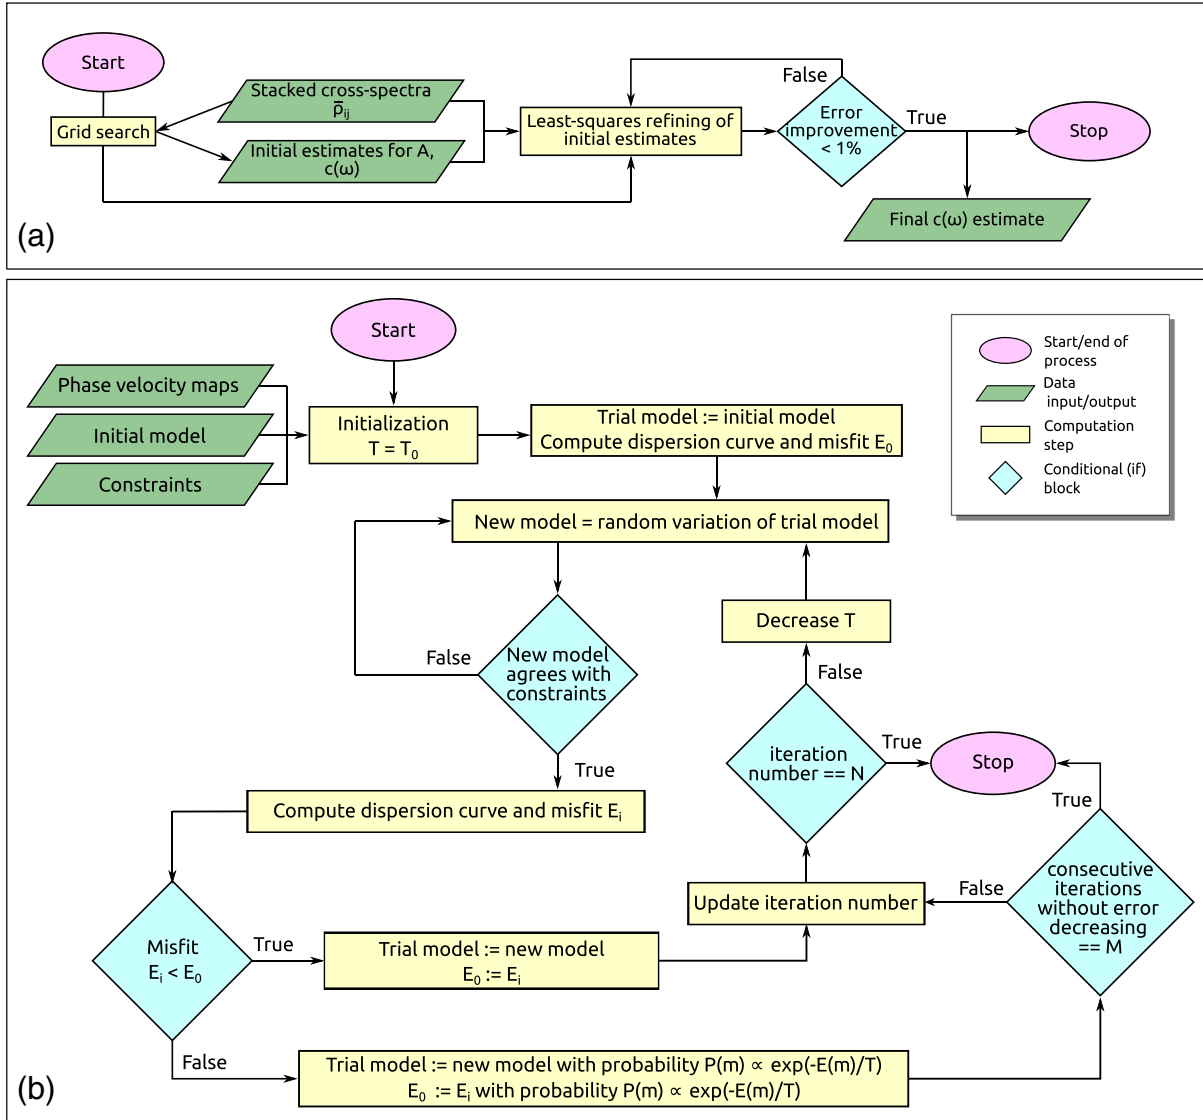 Start
Stacked cross-spectra
ρ̄ij
Grid search
Initial estimates for A,
c(ω)
Least-squares refining of
initial estimates
False
Error
improvement
< 1%
True
Stop
Final c(ω) estimate
(a)
Start
Phase velocity maps
Initial model
Constraints
Initialization
T = T0
Trial model := initial model
Compute dispersion curve and misfit E0
Start/end of
process
Data
input/output
Computation
step
Conditional (if)
block
New model = random variation of trial model
False
New model
agrees with
constraints
True
Decrease T
False
iteration
number == N
True
Stop
Compute dispersion curve and misfit Ei
True
consecutive
iterations
without error
decreasing
== M
False
Update iteration number
Misfit
Ei < E0
True
Trial model := new model
E0 := Ei
False
Trial model := new model with probability P(m) ∝ exp(-E(m)/T)
E0 := Ei with probability P(m) ∝ exp(-E(m)/T)
(b)